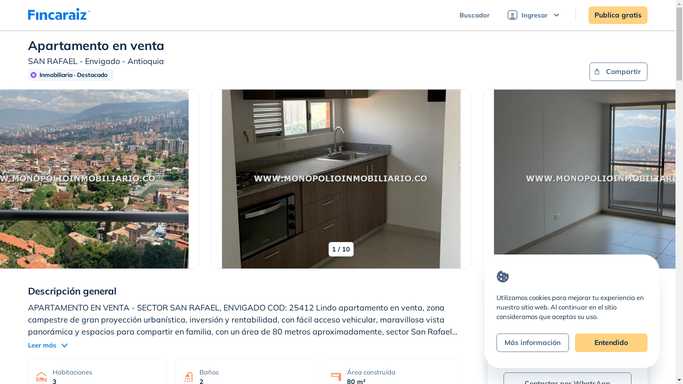 Fincaraiz
Buscador
Ingresar
Publica gratis
Apartamento en venta
SAN RAFAEL - Envigado - Antioquia
Inmobiliaria - Destacado
Compartir
WWW.MONOPOLIOINMOBILIARIO.CO
WWW.MONOPOLIOINMOBILIARIO.CO
WWW.MONOPOLIOINMOB
1 / 10
Descripción general
APARTAMENTO EN VENTA - SECTOR SAN RAFAEL, ENVIGADO COD: 25412 Lindo apartamento en venta, zona
campestre de gran proyección urbanística, inversión y rentabilidad, con fácil acceso vehicular, maravillosa vista
panorámica y espacios para compartir en familia, con un área de 80 metros aproximadamente, sector San Rafael...
Leer más
Habitaciones
3
Baños
2
Área construida
80 m²
Utilizamos cookies para mejorar tu experiencia en
nuestro sitio web. Al continuar en el sitio
consideramos que aceptas su uso.
Más información
Entendido
Contactar por WhatsApp